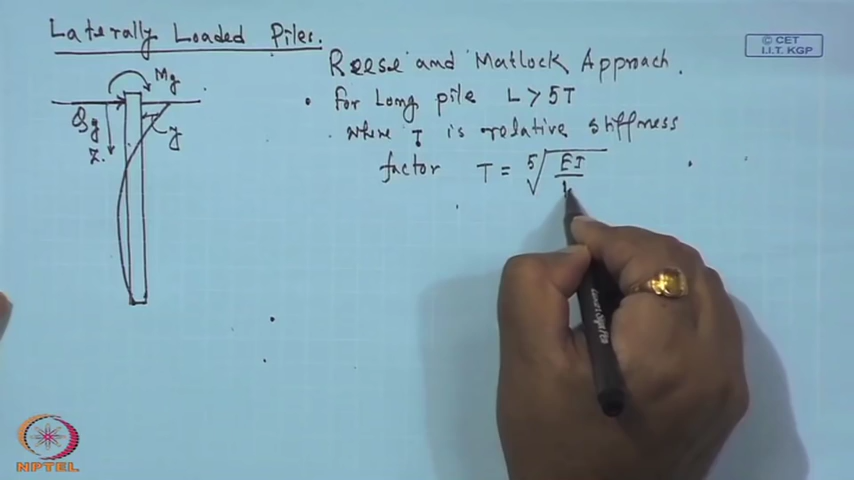 Laterally Loaded Piles.
© CET
I.I.T. KGP
Reese and Matlock Approach.
Mg
• for Long pile L > 5T
Qg
y
z.
• where T is relative stiffness
factor T = ⁵√(EI/
NPTEL